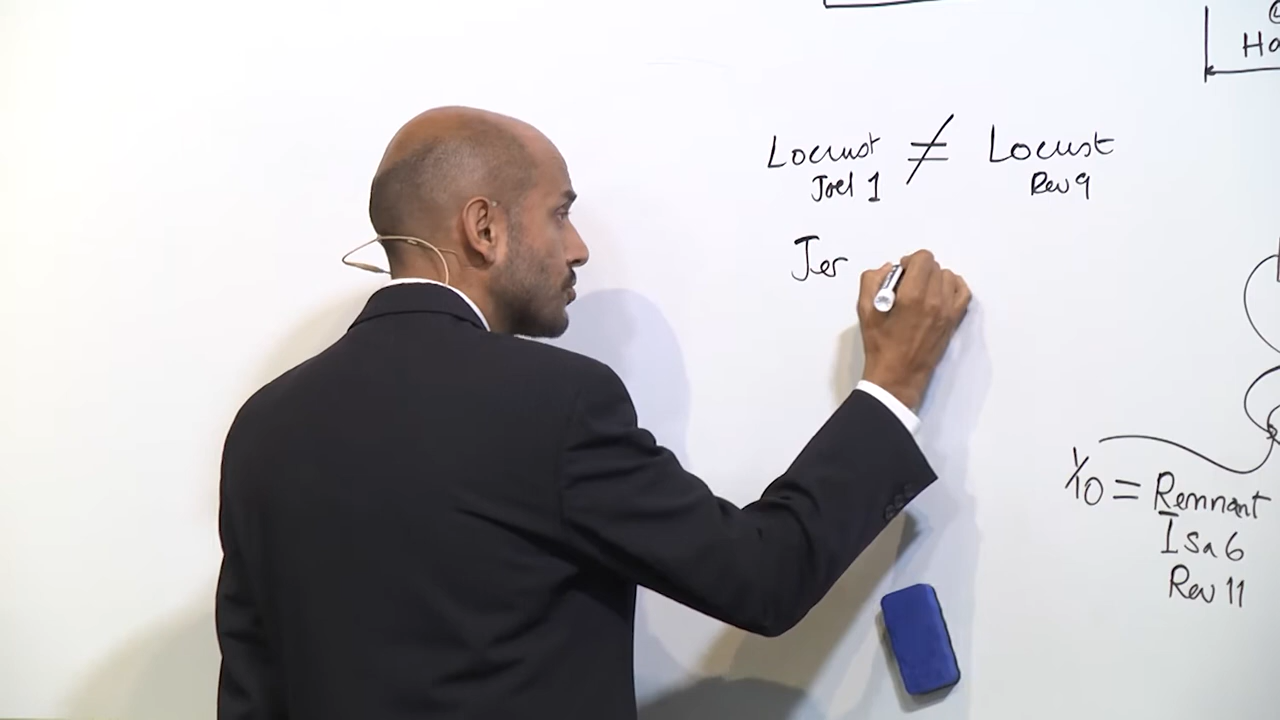 Locust ≠ Locust
Joel 1 Rev 9
Jer
1/10 = Remnant
Isa 6
Rev 11